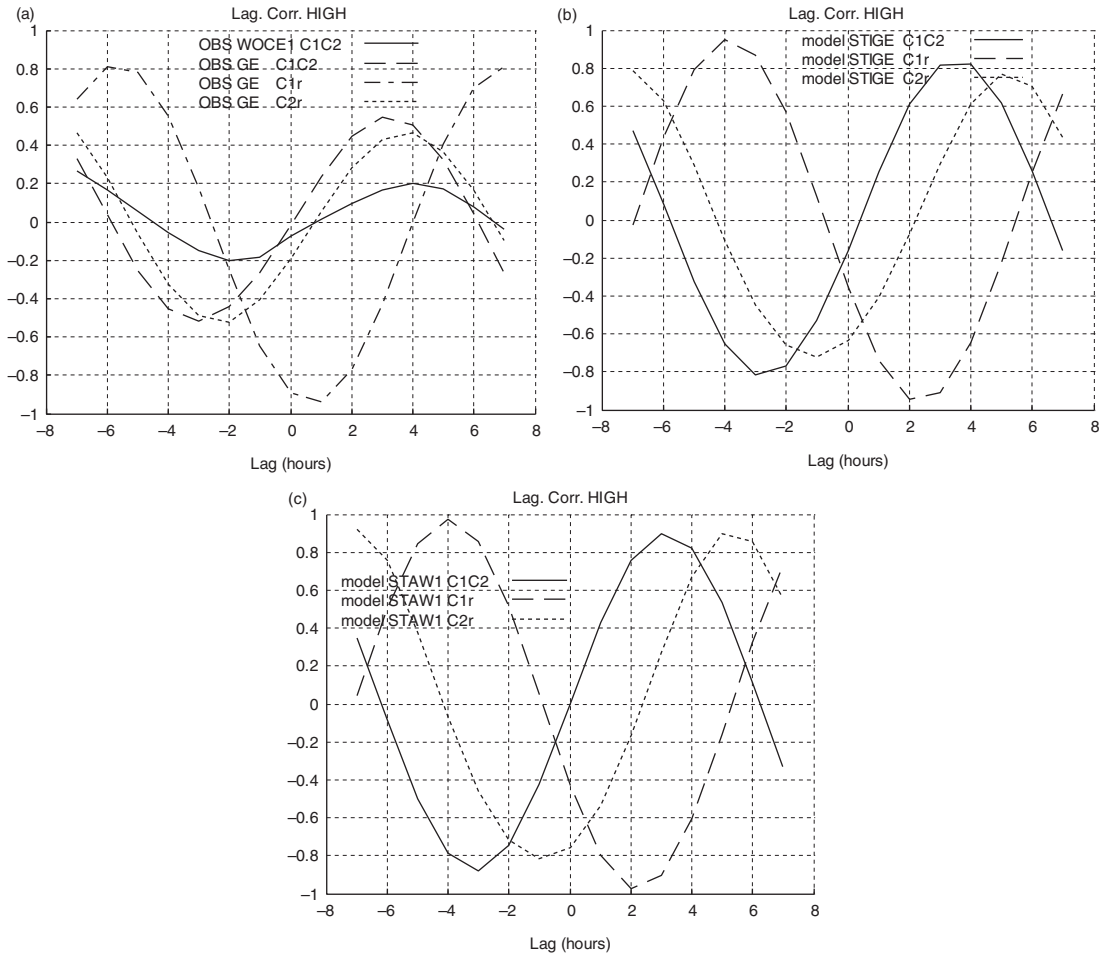 (a)
Lag. Corr. HIGH
OBS WOCE1 C1C2
OBS GE C1C2
OBS GE C1r
OBS GE C2r
1
0.8
0.6
0.4
0.2
0
−0.2
−0.4
−0.6
−0.8
−1
−8 −6 −4 −2 0 2 4 6 8
Lag (hours)
(b)
Lag. Corr. HIGH
model STIGE C1C2
model STIGE C1r
model STIGE C2r
1
0.8
0.6
0.4
0.2
0
−0.2
−0.4
−0.6
−0.8
−1
−8 −6 −4 −2 0 2 4 6 8
Lag (hours)
(c)
Lag. Corr. HIGH
model STAW1 C1C2
model STAW1 C1r
model STAW1 C2r
1
0.8
0.6
0.4
0.2
0
−0.2
−0.4
−0.6
−0.8
−1
−8 −6 −4 −2 0 2 4 6 8
Lag (hours)